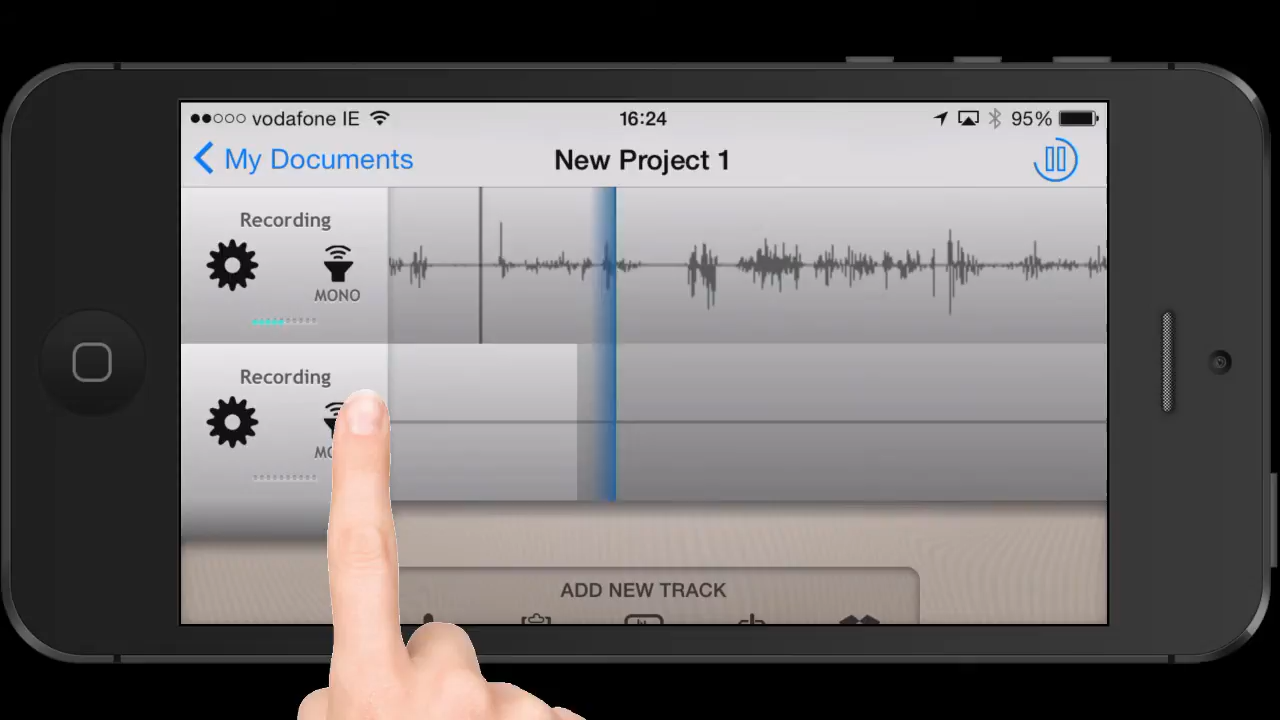 vodafone IE 16:24 95%
My Documents New Project 1
Recording
MONO
Recording
ADD NEW TRACK